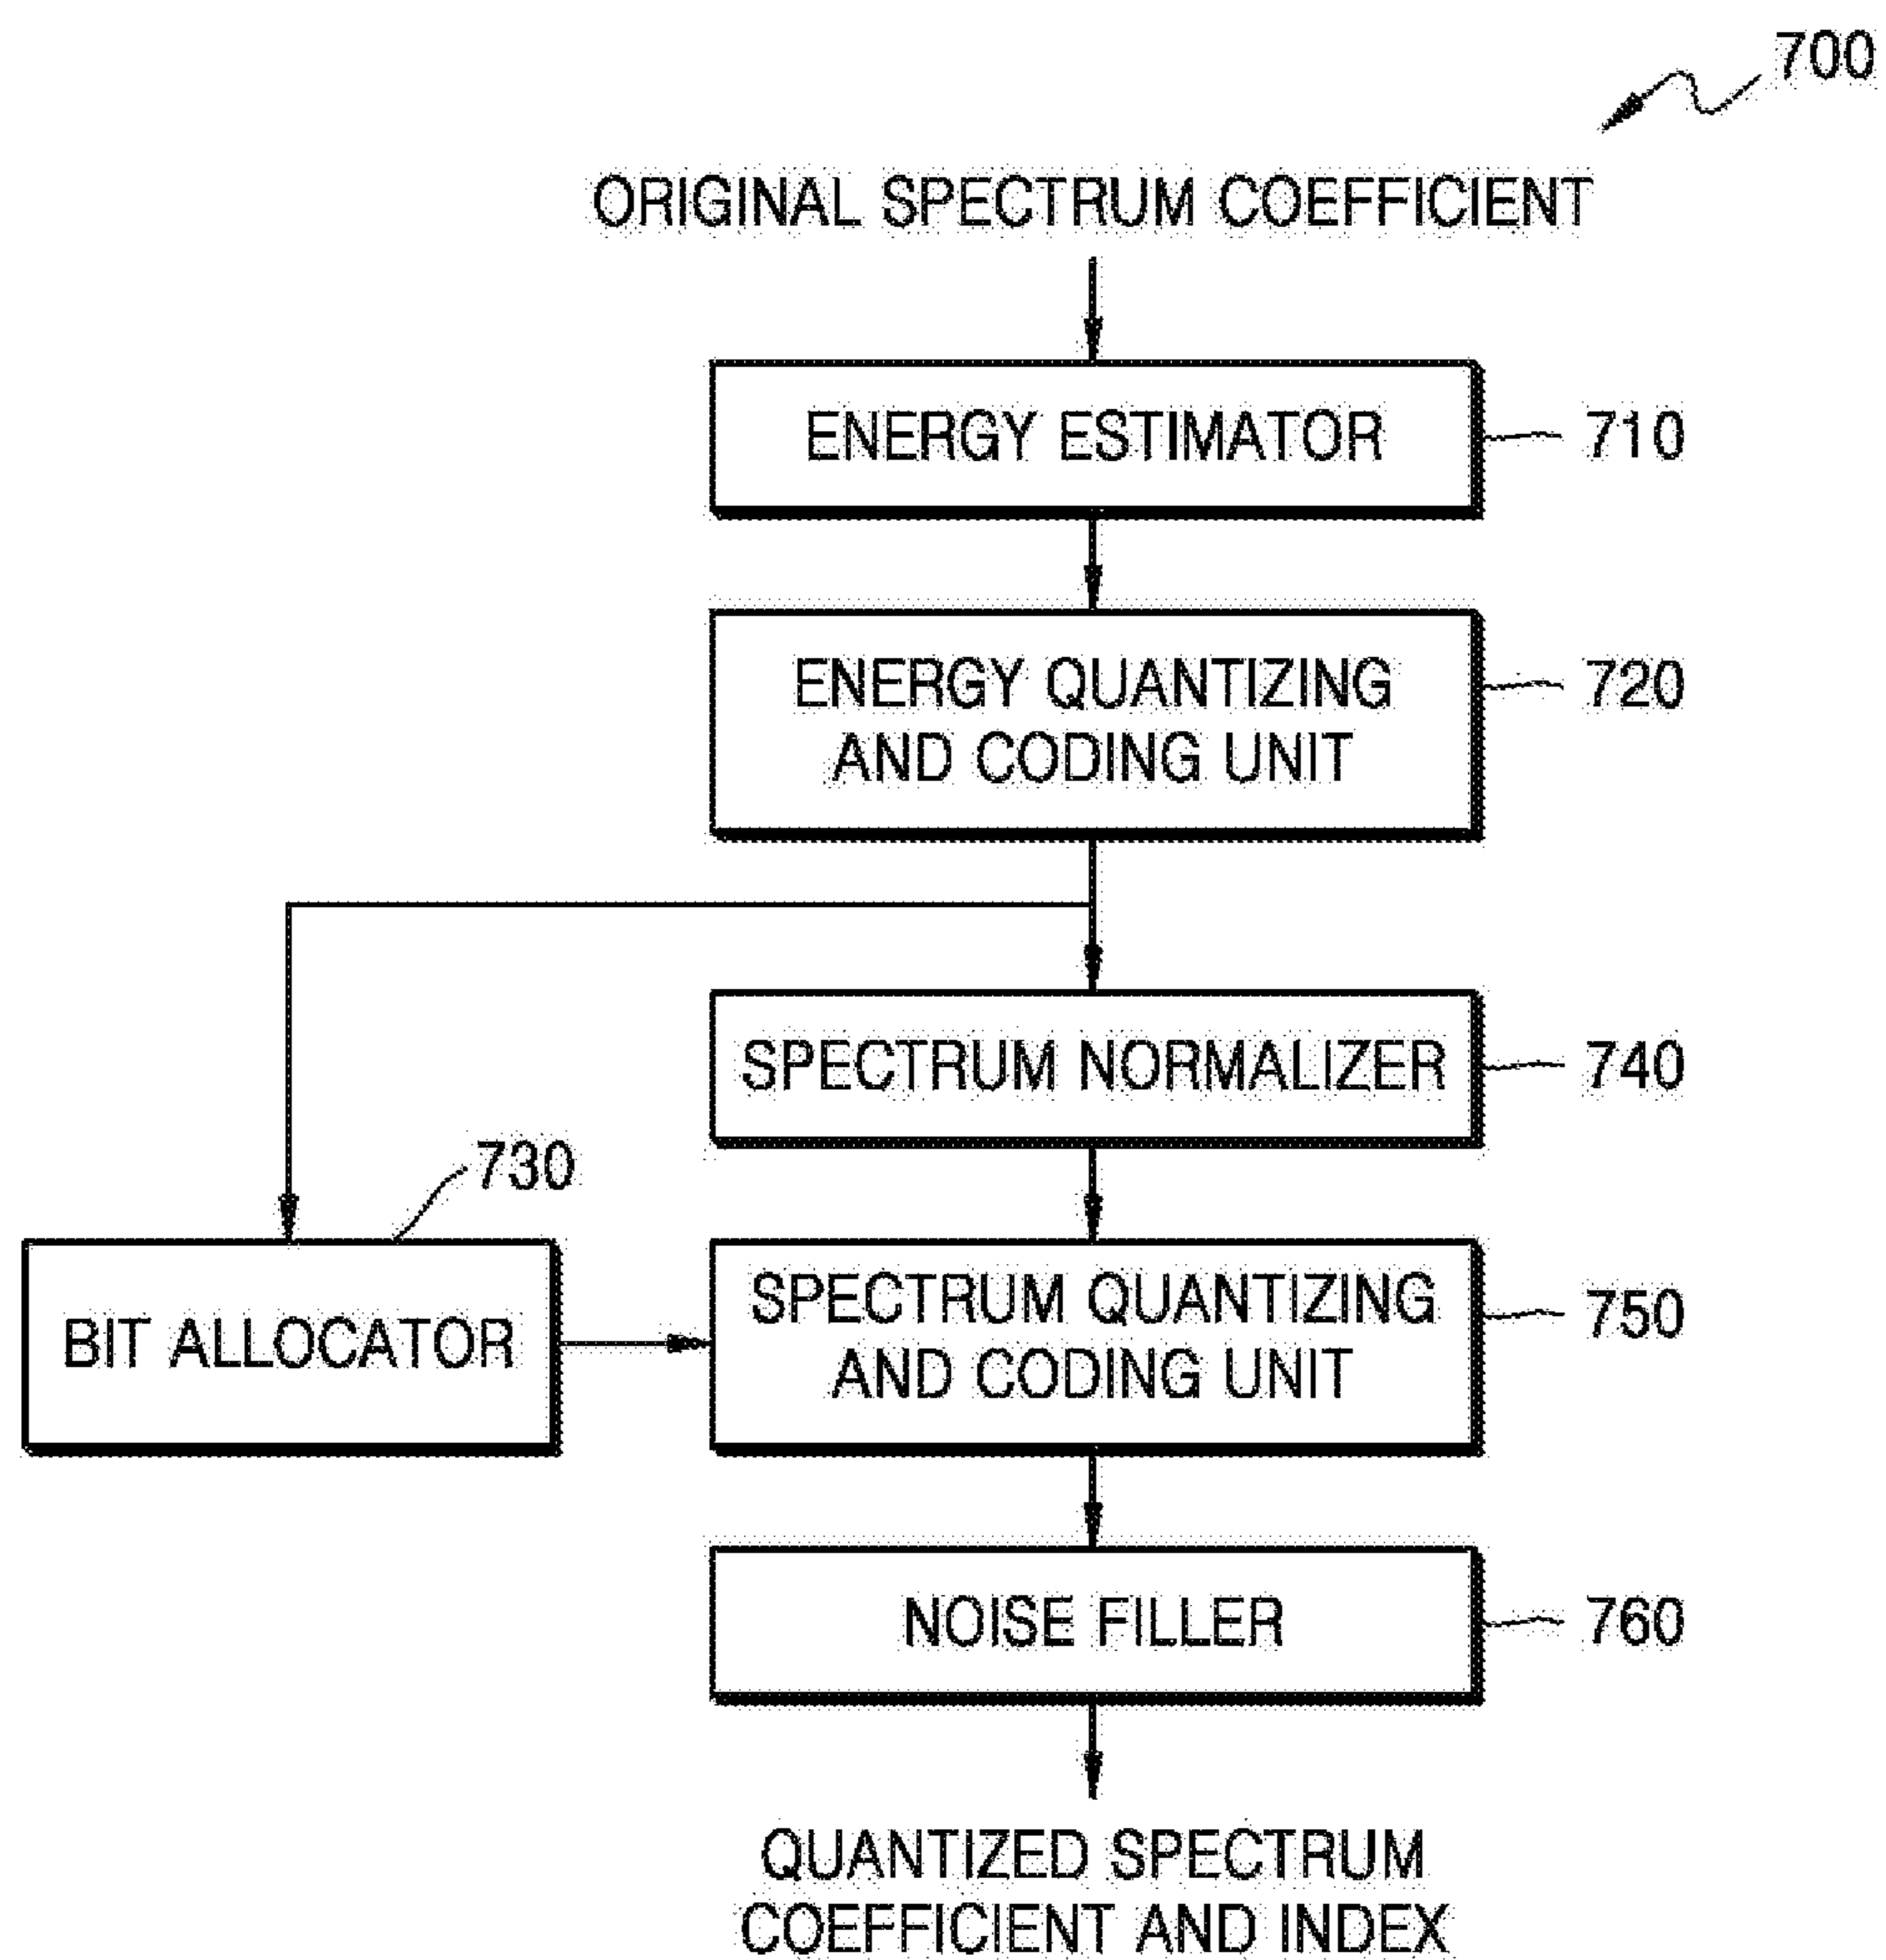 700
ORIGINAL SPECTRUM COEFFICIENT
ENERGY ESTIMATOR
710
ENERGY QUANTIZING
AND CODING UNIT
720
SPECTRUM NORMALIZER
740
730
BIT ALLOCATOR
SPECTRUM QUANTIZING
AND CODING UNIT
750
NOISE FILLER
760
QUANTIZED SPECTRUM
COEFFICIENT AND INDEX